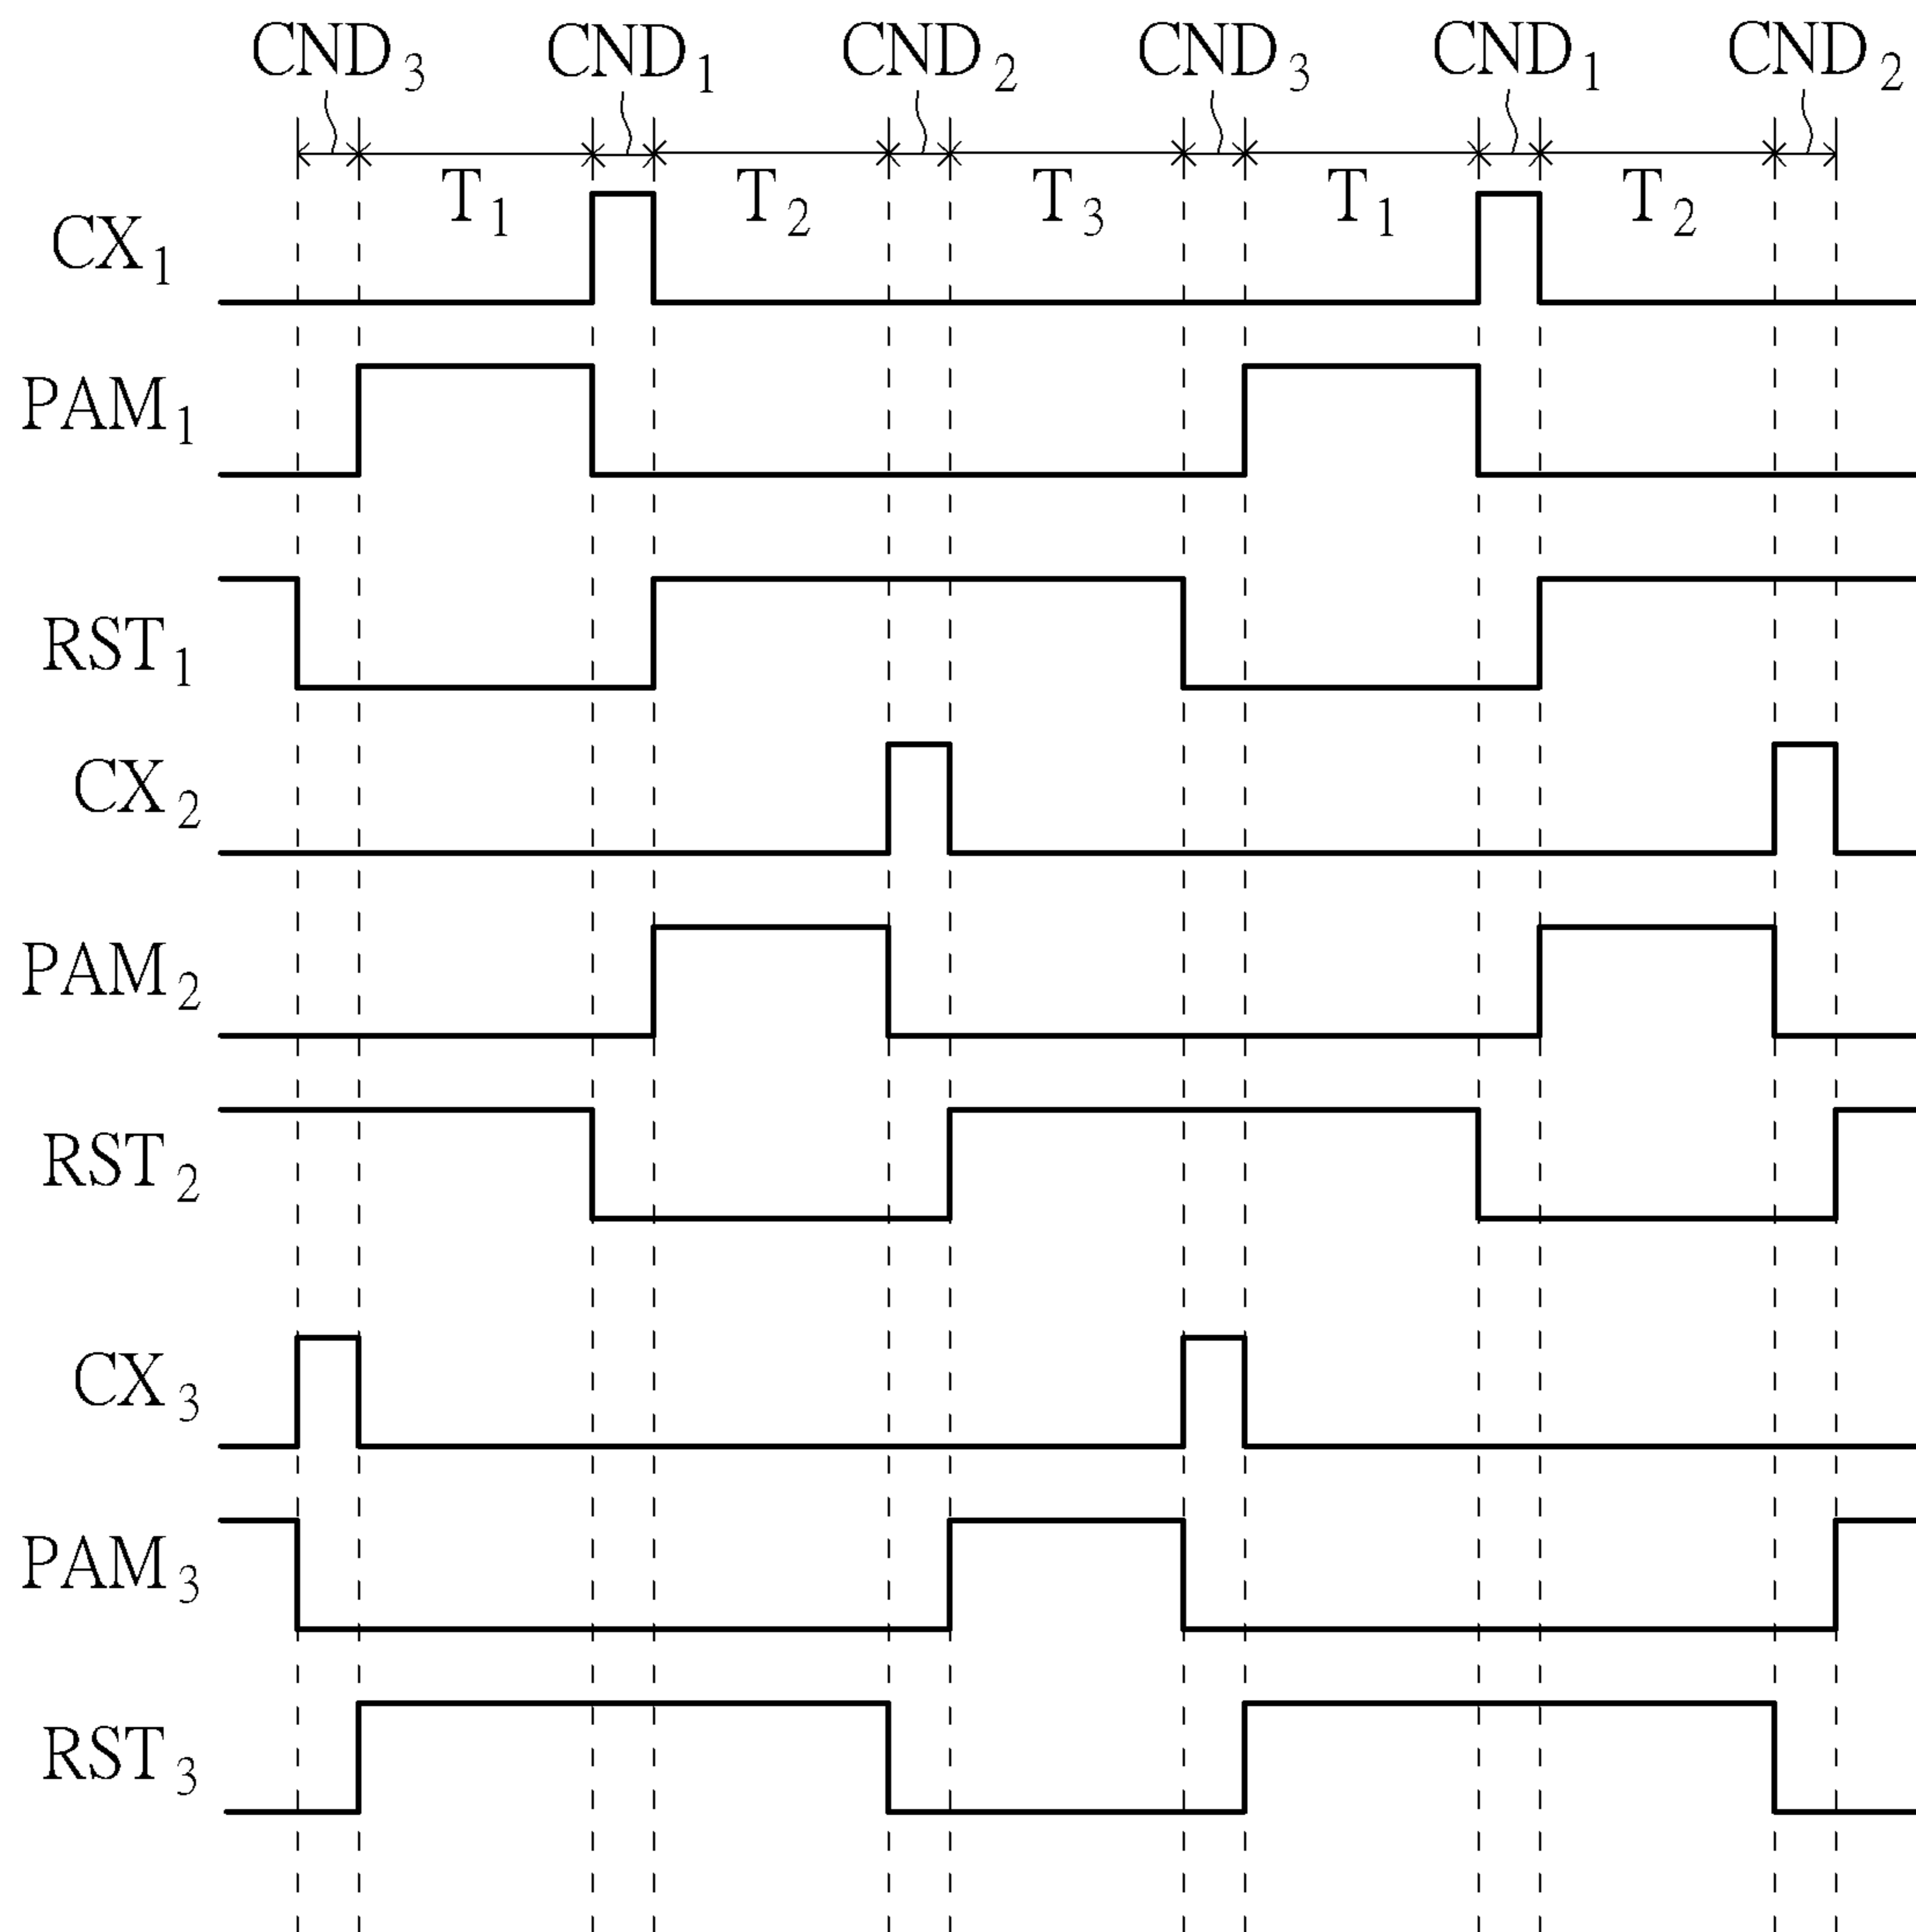 CND₃ CND₁ CND₂ CND₃ CND₁ CND₂
T₁ T₂ T₃ T₁ T₂
CX₁
PAM₁
RST₁
CX₂
PAM₂
RST₂
CX₃
PAM₃
RST₃